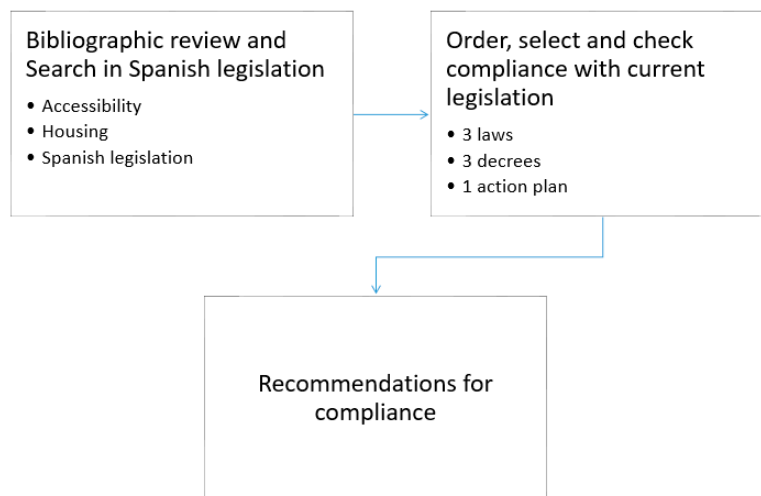 Bibliographic review and
Search in Spanish legislation
• Accessibility
• Housing
• Spanish legislation
Order, select and check
compliance with current
legislation
• 3 laws
• 3 decrees
• 1 action plan
Recommendations for
compliance